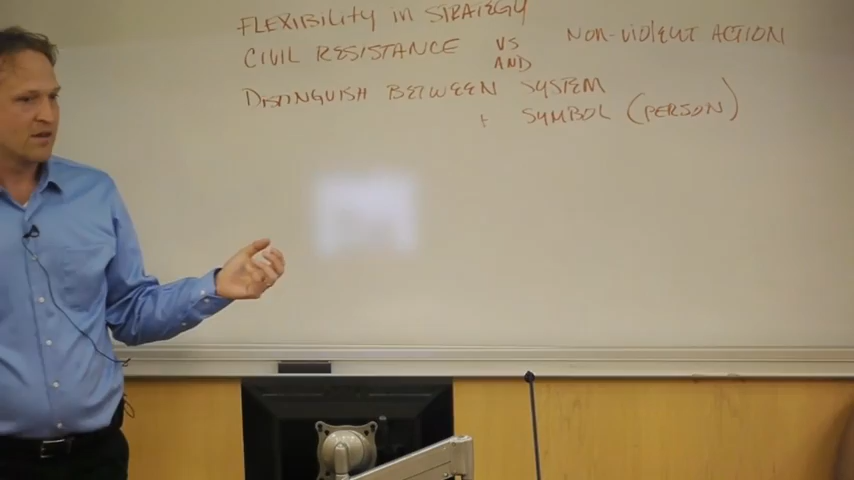 FLEXIBILITY IN STRATEGY
CIVIL RESISTANCE VS AND NON-VIOLENT ACTION
DISTINGUISH BETWEEN SYSTEM
+ SYMBOL (PERSON)